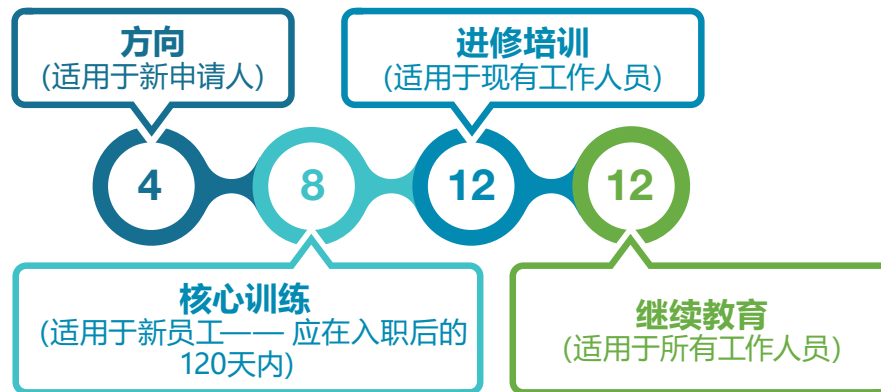 方向
(适用于新申请人)
进修培训
(适用于现有工作人员)
4
8
12
12
核心训练
(适用于新员工—— 应在入职后的
120天内)
继续教育
(适用于所有工作人员)